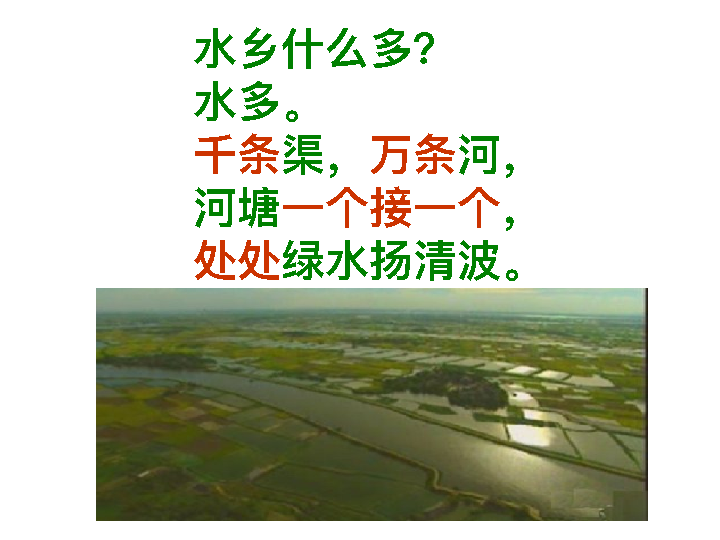 水乡什么多?
水多。
千条渠，万条河，
河塘一个接一个，
处处绿水扬清波。